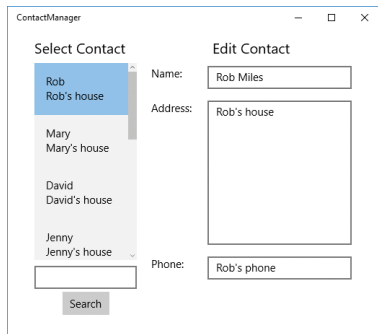 ContactManager
Select Contact
Edit Contact
Rob
Rob's house
Mary
Mary's house
David
David's house
Jenny
Jenny's house
Search
Name:
Rob Miles
Address:
Rob's house
Phone:
Rob's phone